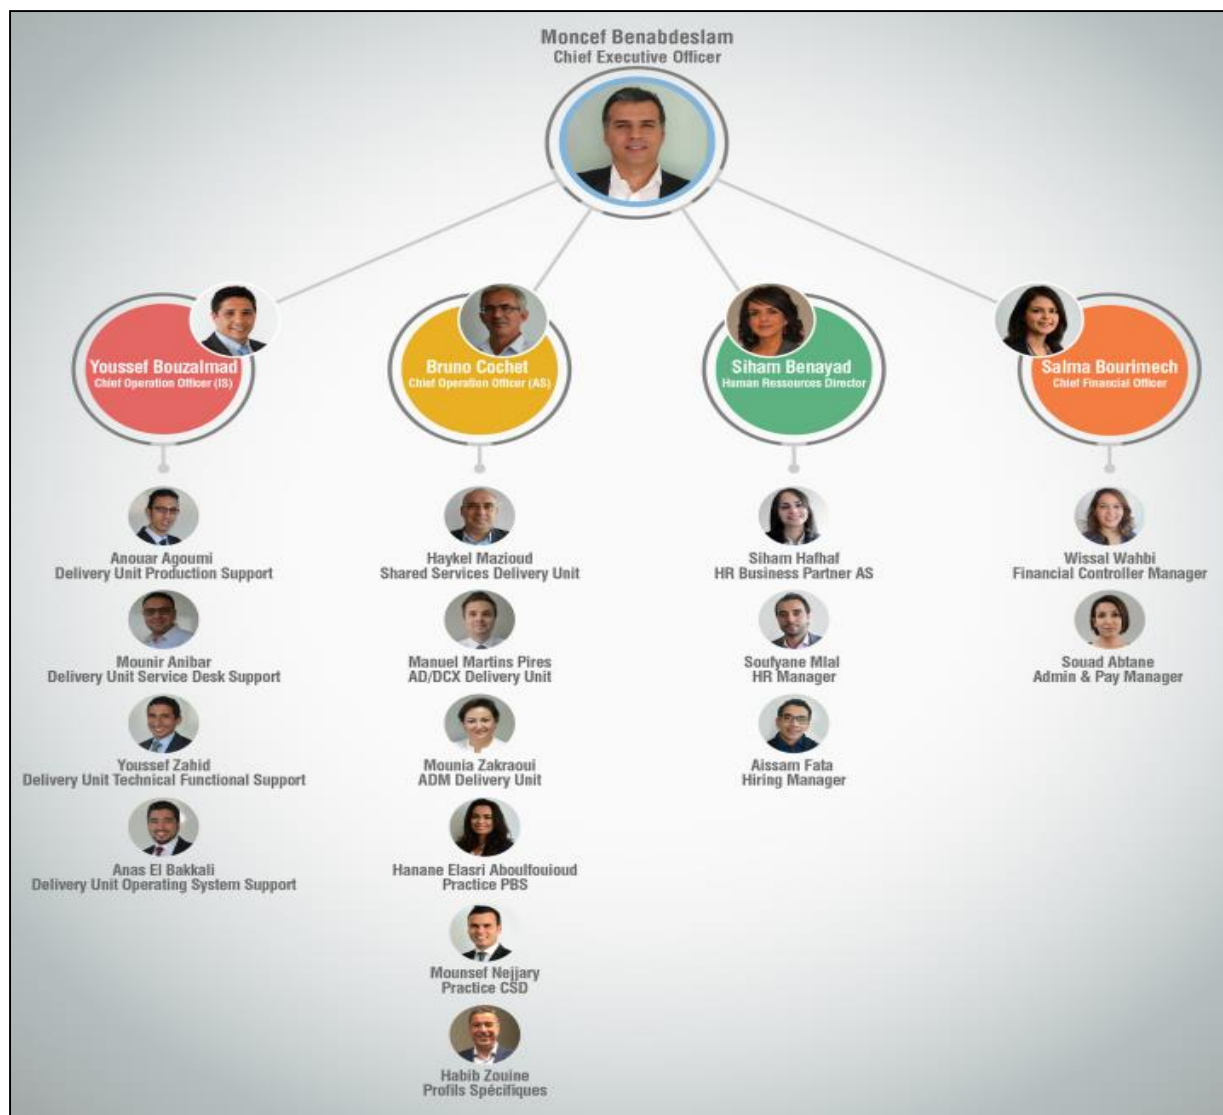 Moncef Benabdeslam
Chief Executive Officer
Youssef Bouzalmad
Chief Operation Officer (IS)
Bruno Cochet
Chief Operation Officer (AS)
Siham Benayad
Human Ressources Director
Salma Bourimech
Chief Financial Officer
Anouar Agoumi
Delivery Unit Production Support
Mounir Anibar
Delivery Unit Service Desk Support
Youssef Zahid
Delivery Unit Technical Functional Support
Anas El Bakkali
Delivery Unit Operating System Support
Haykel Mazioud
Shared Services Delivery Unit
Manuel Martins Pires
AD/DCX Delivery Unit
Mounia Zakraoui
ADM Delivery Unit
Hanane Elasri Aboulfouioud
Practice PBS
Mounsef Nejjary
Practice CSD
Habib Zouine
Profils Spécifiques
Siham Hafhaf
HR Business Partner AS
Soufyane Mlal
HR Manager
Aissam Fata
Hiring Manager
Wissal Wahbi
Financial Controller Manager
Souad Abtane
Admin & Pay Manager